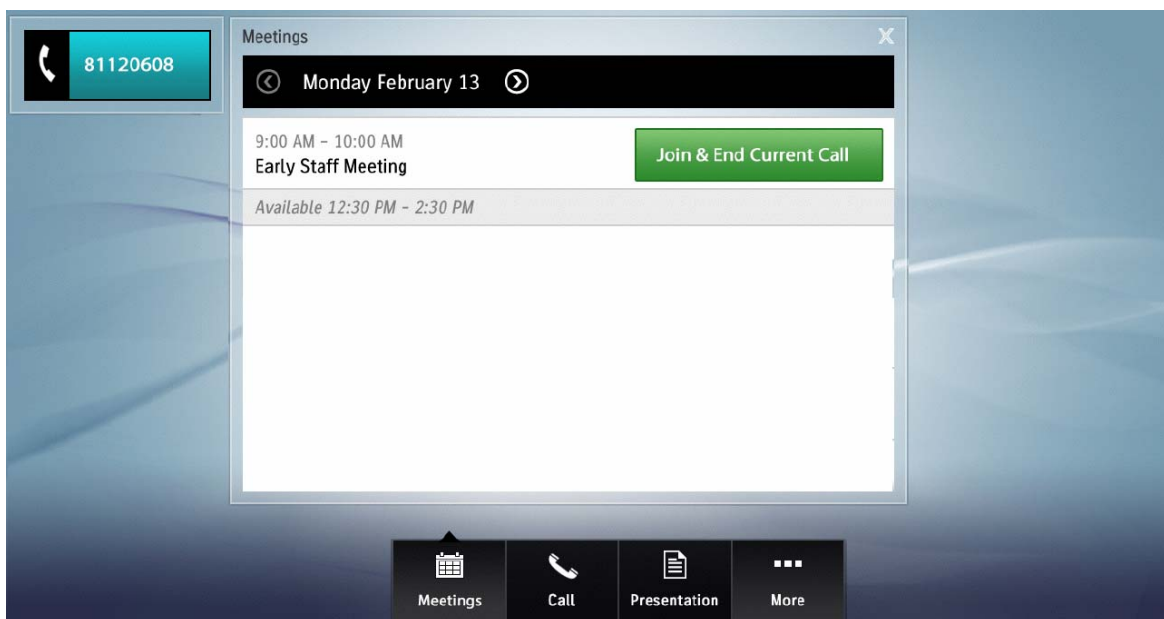 81120608
Meetings
X
Monday February 13
9:00 AM – 10:00 AM
Early Staff Meeting
Join & End Current Call
Available 12:30 PM – 2:30 PM
Meetings
Call
Presentation
More